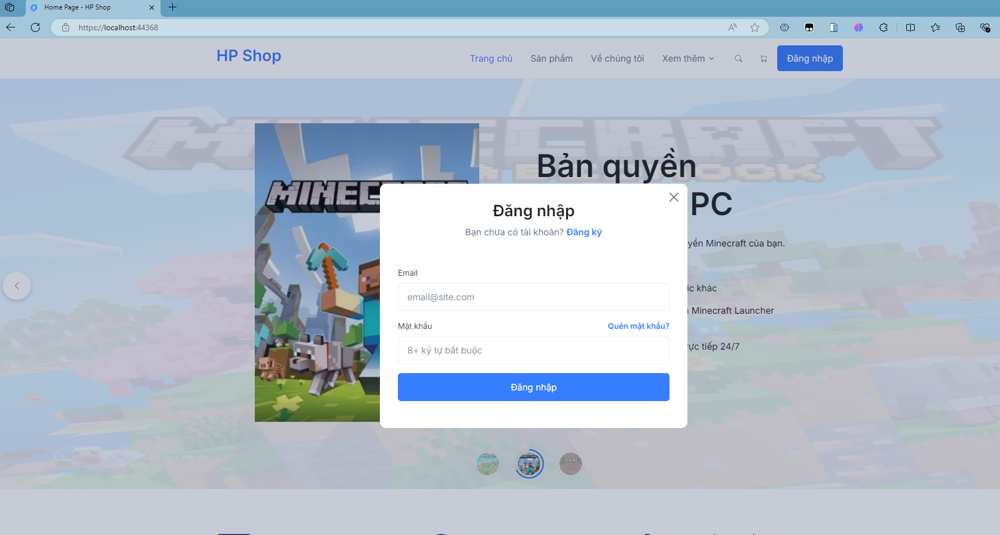 Home Page - HP Shop
https://localhost:44368
HP Shop
Trang chủ
Sản phẩm
Về chúng tôi
Xem thêm
Đăng nhập
MINECRAFT
Bản quyền
PC
Đăng nhập
Bạn chưa có tài khoản? Đăng ký
yền Minecraft của bạn.
Email
email@site.com
ic khác
Minecraft Launcher
Mật khẩu
Quên mật khẩu?
8+ ký tự bắt buộc
rực tiếp 24/7
Đăng nhập